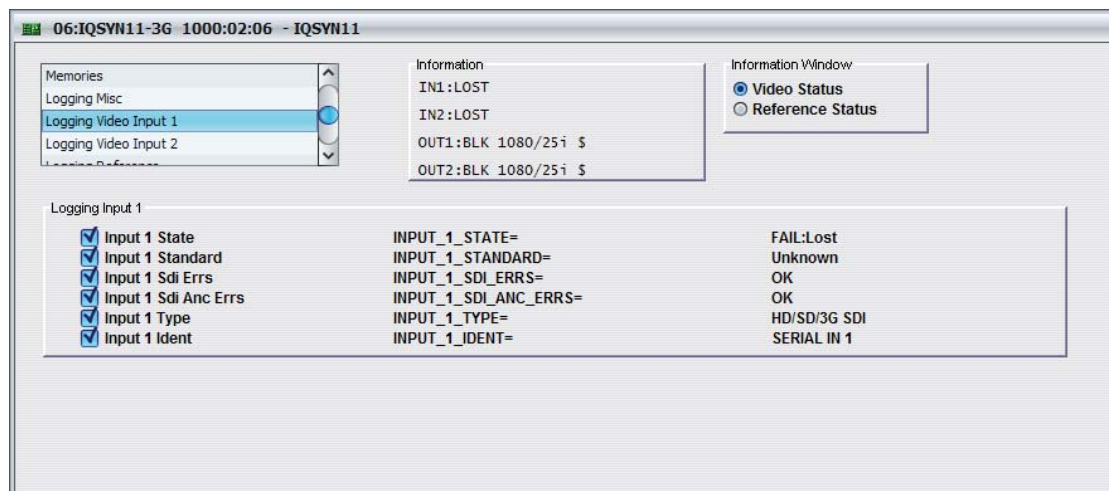 06:IQSYN11-3G 1000:02:06 - IQSYN11
Memories
Logging Misc
Logging Video Input 1
Logging Video Input 2
Information
IN1:LOST
IN2:LOST
OUT1:BLK 1080/25i $
OUT2:BLK 1080/25i $
Information Window
Video Status
Reference Status
Logging Input 1
Input 1 State INPUT_1_STATE= FAIL:Lost
Input 1 Standard INPUT_1_STANDARD= Unknown
Input 1 Sdi Errs INPUT_1_SDI_ERRS= OK
Input 1 Sdi Anc Errs INPUT_1_SDI_ANC_ERRS= OK
Input 1 Type INPUT_1_TYPE= HD/SD/3G SDI
Input 1 Ident INPUT_1_IDENT= SERIAL IN 1